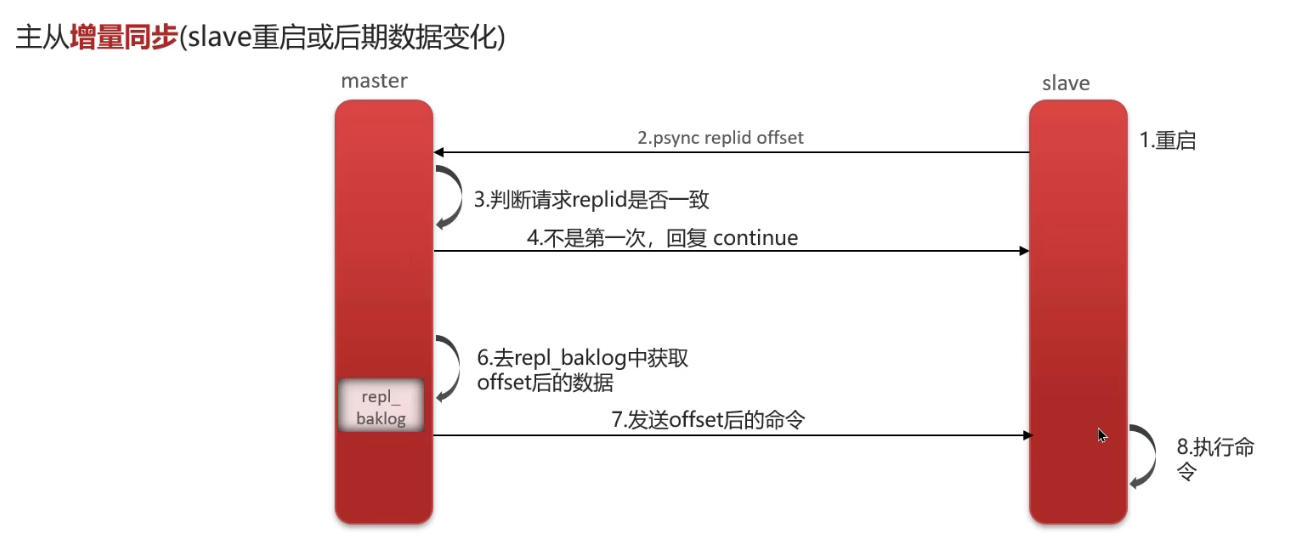 主从增量同步(slave重启或后期数据变化)
master
slave
2.psync replid offset
1.重启
3.判断请求replid是否一致
4.不是第一次，回复 continue
6.去repl_baklog中获取
offset后的数据
repl_
baklog
7.发送offset后的命令
8.执行命
令